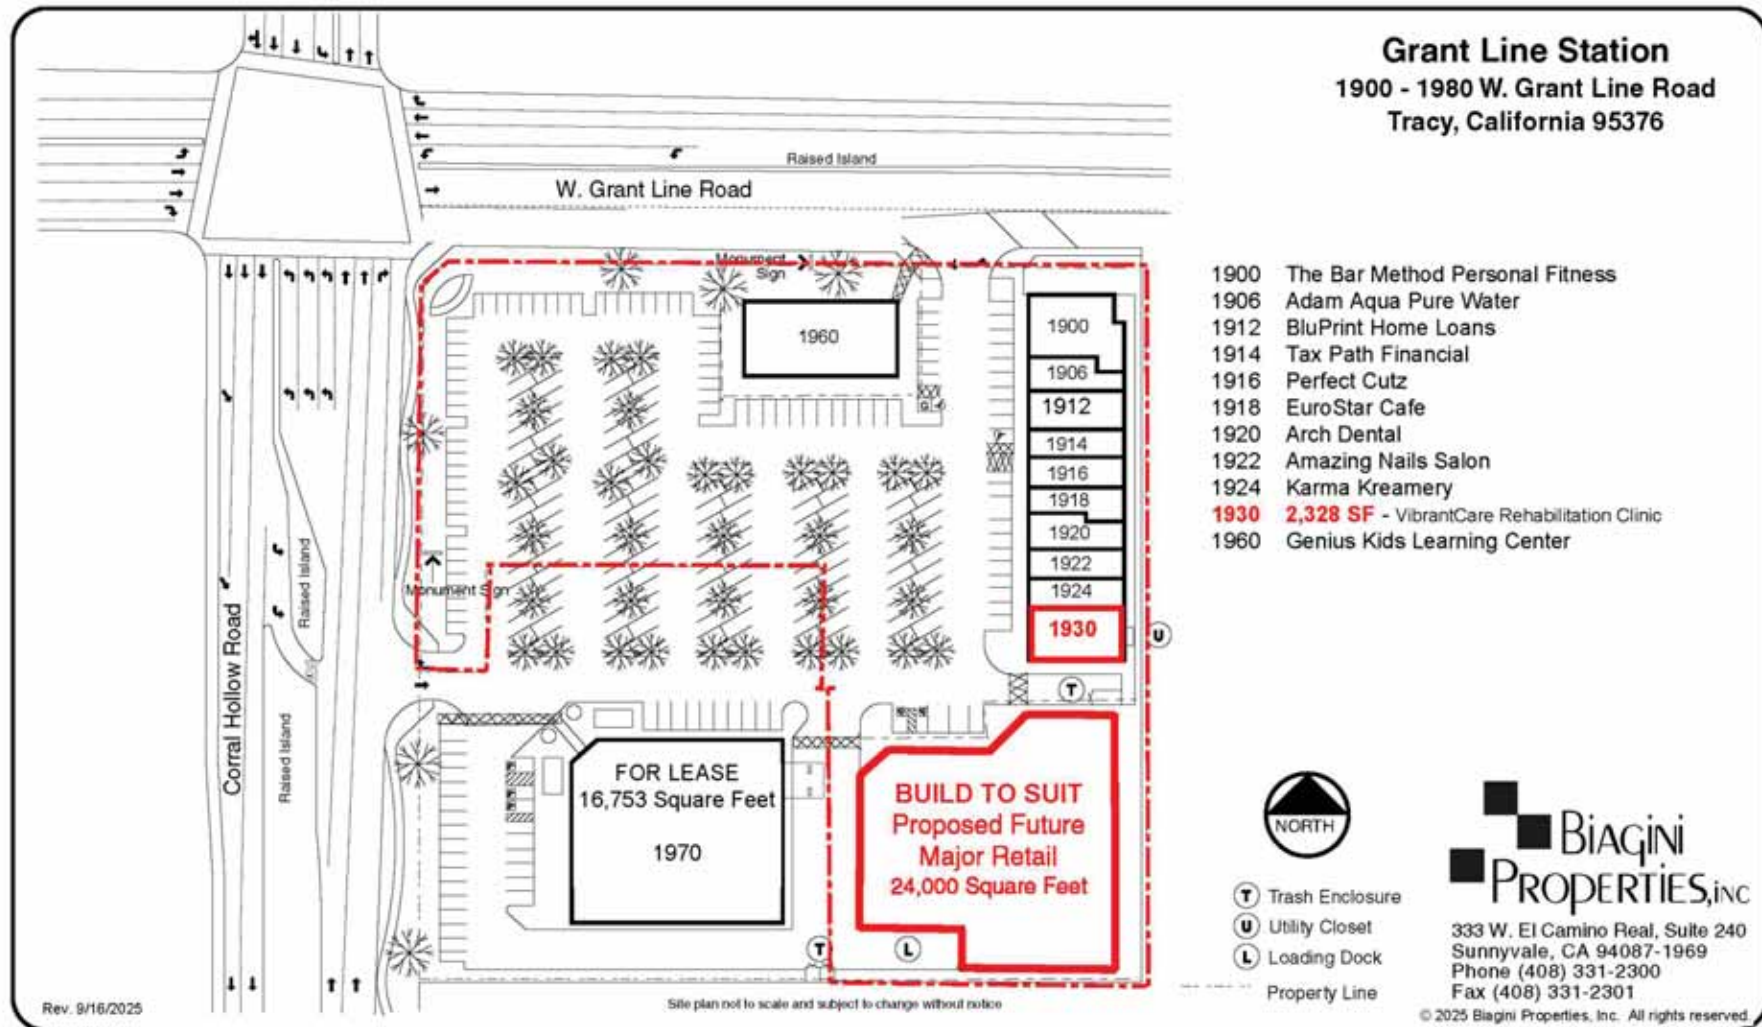 Grant Line Station
1900 - 1980 W. Grant Line Road
Tracy, California 95376
Raised Island
W. Grant Line Road
Monument
Sign
1960
1900
1906
1912
1914
1916
1918
1920
1922
1924
1930
U
T
1900 The Bar Method Personal Fitness
1906 Adam Aqua Pure Water
1912 BluPrint Home Loans
1914 Tax Path Financial
1916 Perfect Cutz
1918 EuroStar Cafe
1920 Arch Dental
1922 Amazing Nails Salon
1924 Karma Kreamery
1930 2,328 SF - VibrantCare Rehabilitation Clinic
1960 Genius Kids Learning Center
Monument Sign
Corral Hollow Road
Raised Island
Raised Island
FOR LEASE
16,753 Square Feet
1970
BUILD TO SUIT
Proposed Future
Major Retail
24,000 Square Feet
T
L
NORTH
T Trash Enclosure
U Utility Closet
L Loading Dock
Property Line
BIAGINI
PROPERTIES, INC
333 W. El Camino Real, Suite 240
Sunnyvale, CA 94087-1969
Phone (408) 331-2300
Fax (408) 331-2301
© 2025 Biagini Properties, Inc. All rights reserved.
Rev. 9/16/2025
Site plan not to scale and subject to change without notice